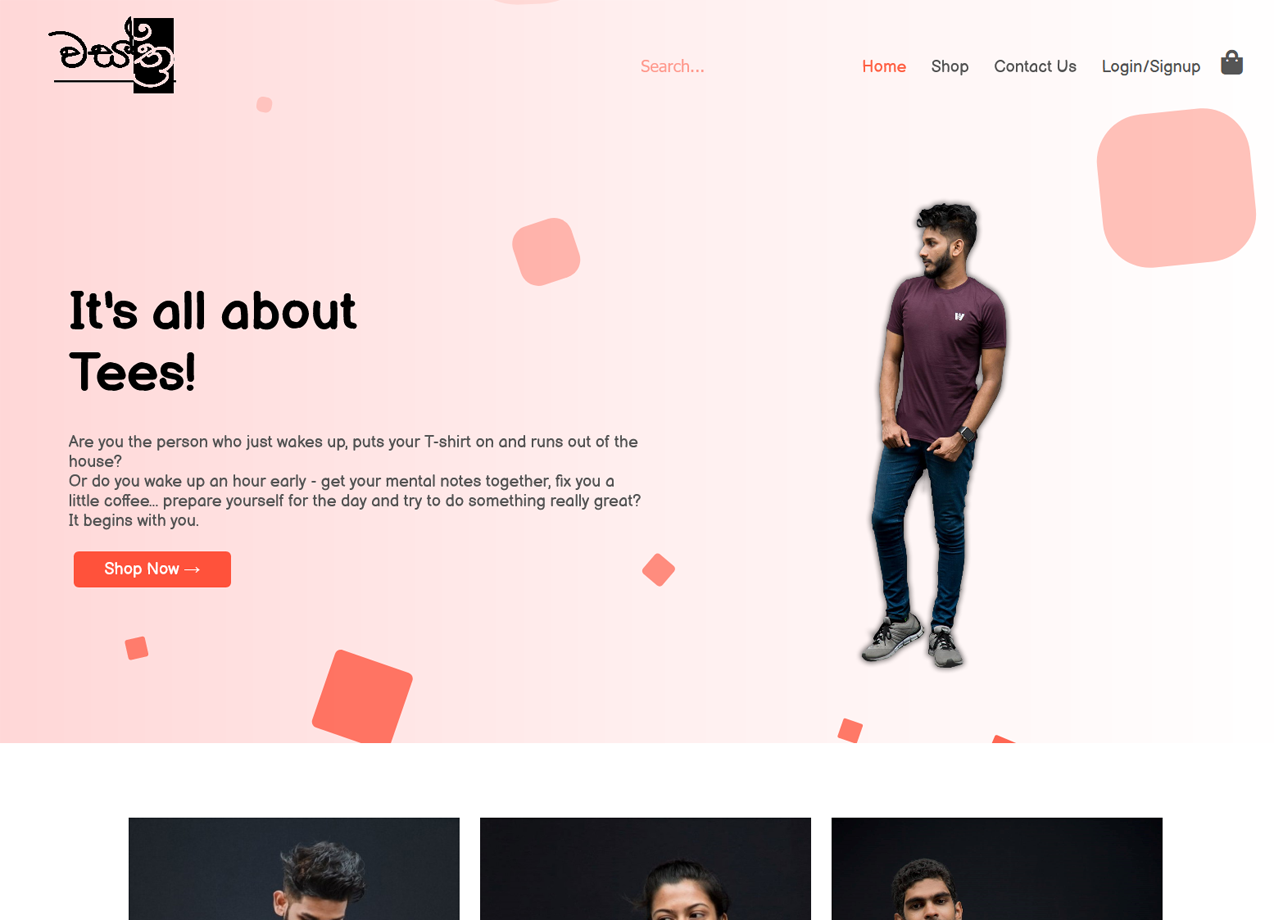 වස්ත්‍ර
Search...
Home
Shop
Contact Us
Login/Signup
It's all about
Tees!
Are you the person who just wakes up, puts your T-shirt on and runs out of the
house?
Or do you wake up an hour early - get your mental notes together, fix you a
little coffee... prepare yourself for the day and try to do something really great?
It begins with you.
Shop Now →
W